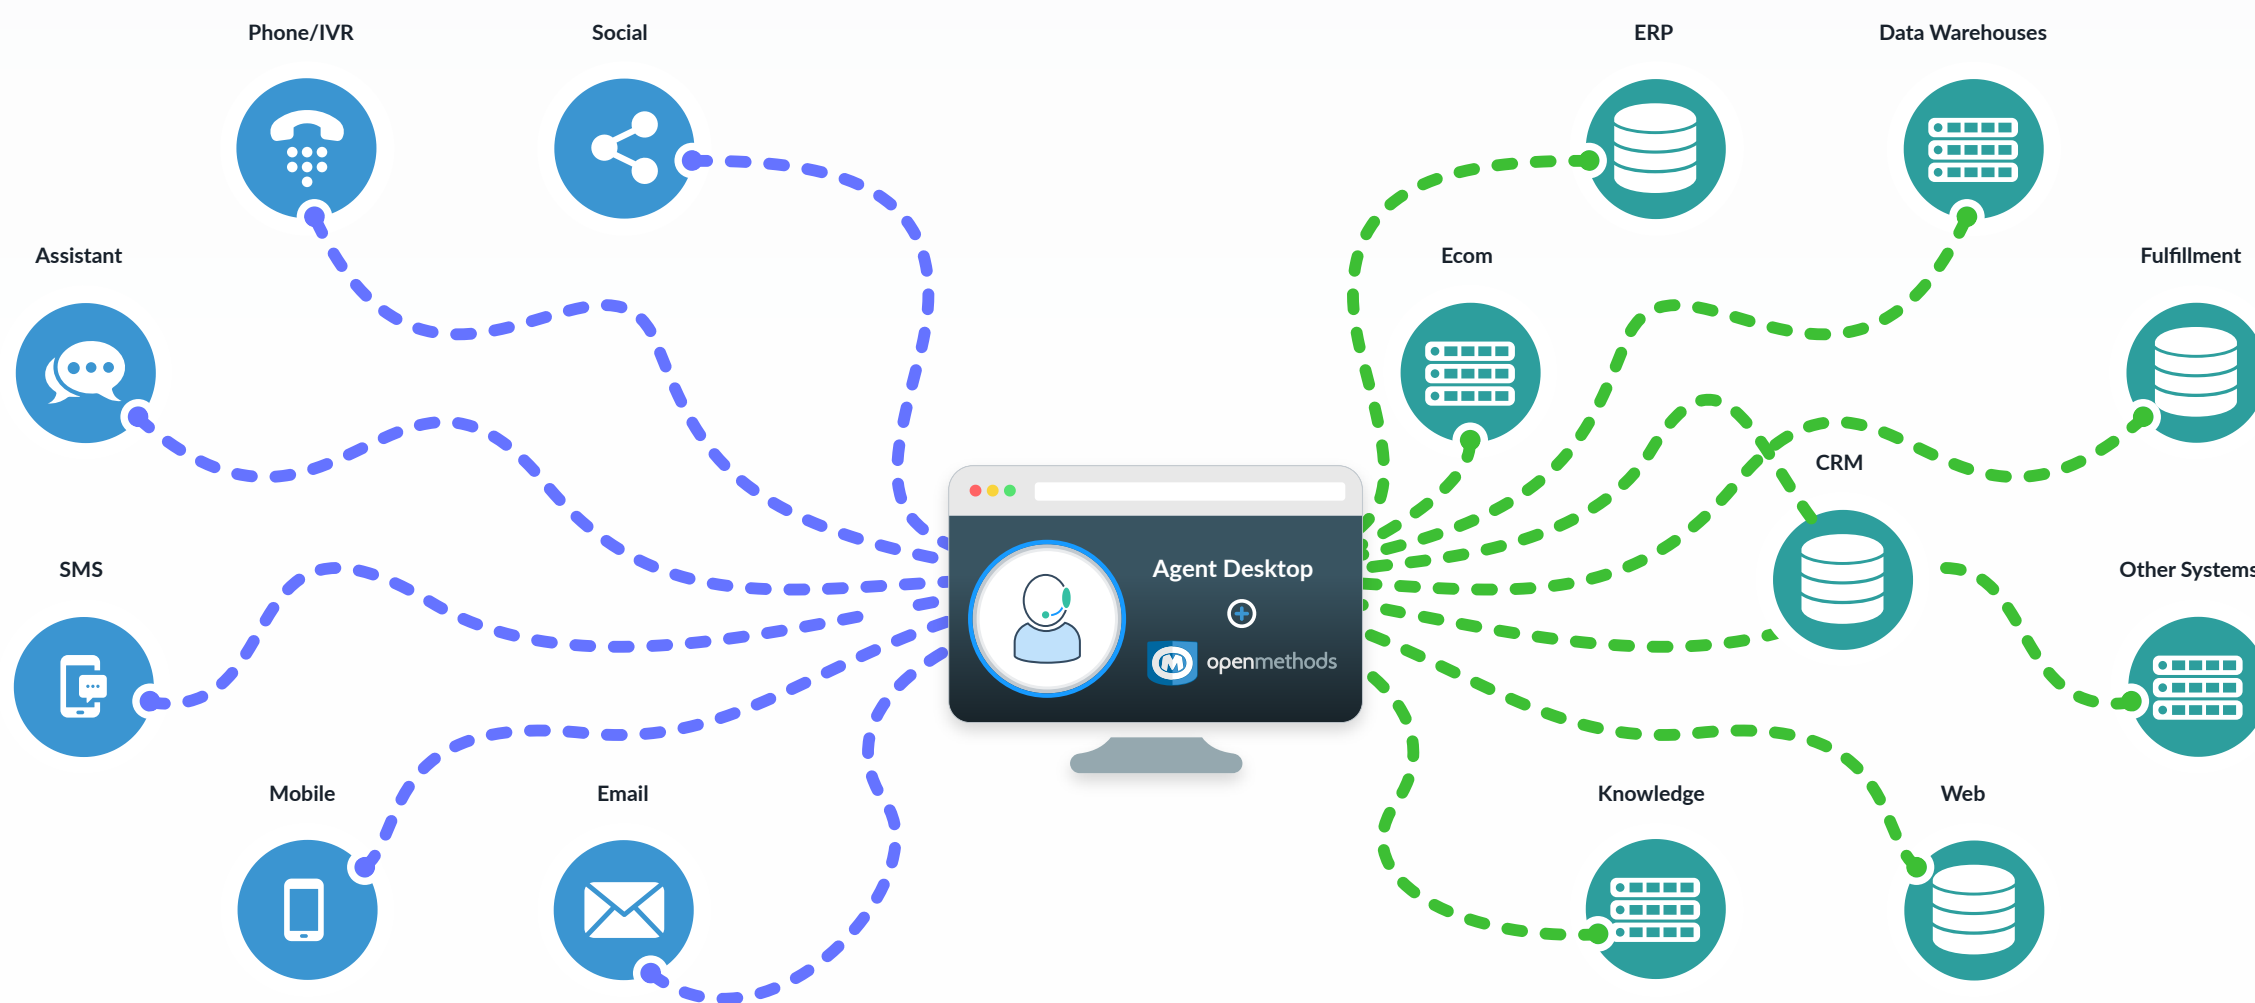 Phone/IVR
Social
ERP
Data Warehouses
Assistant
Ecom
Fulfillment
CRM
SMS
Agent Desktop
Other Systems
openmethods
Mobile
Email
Knowledge
Web